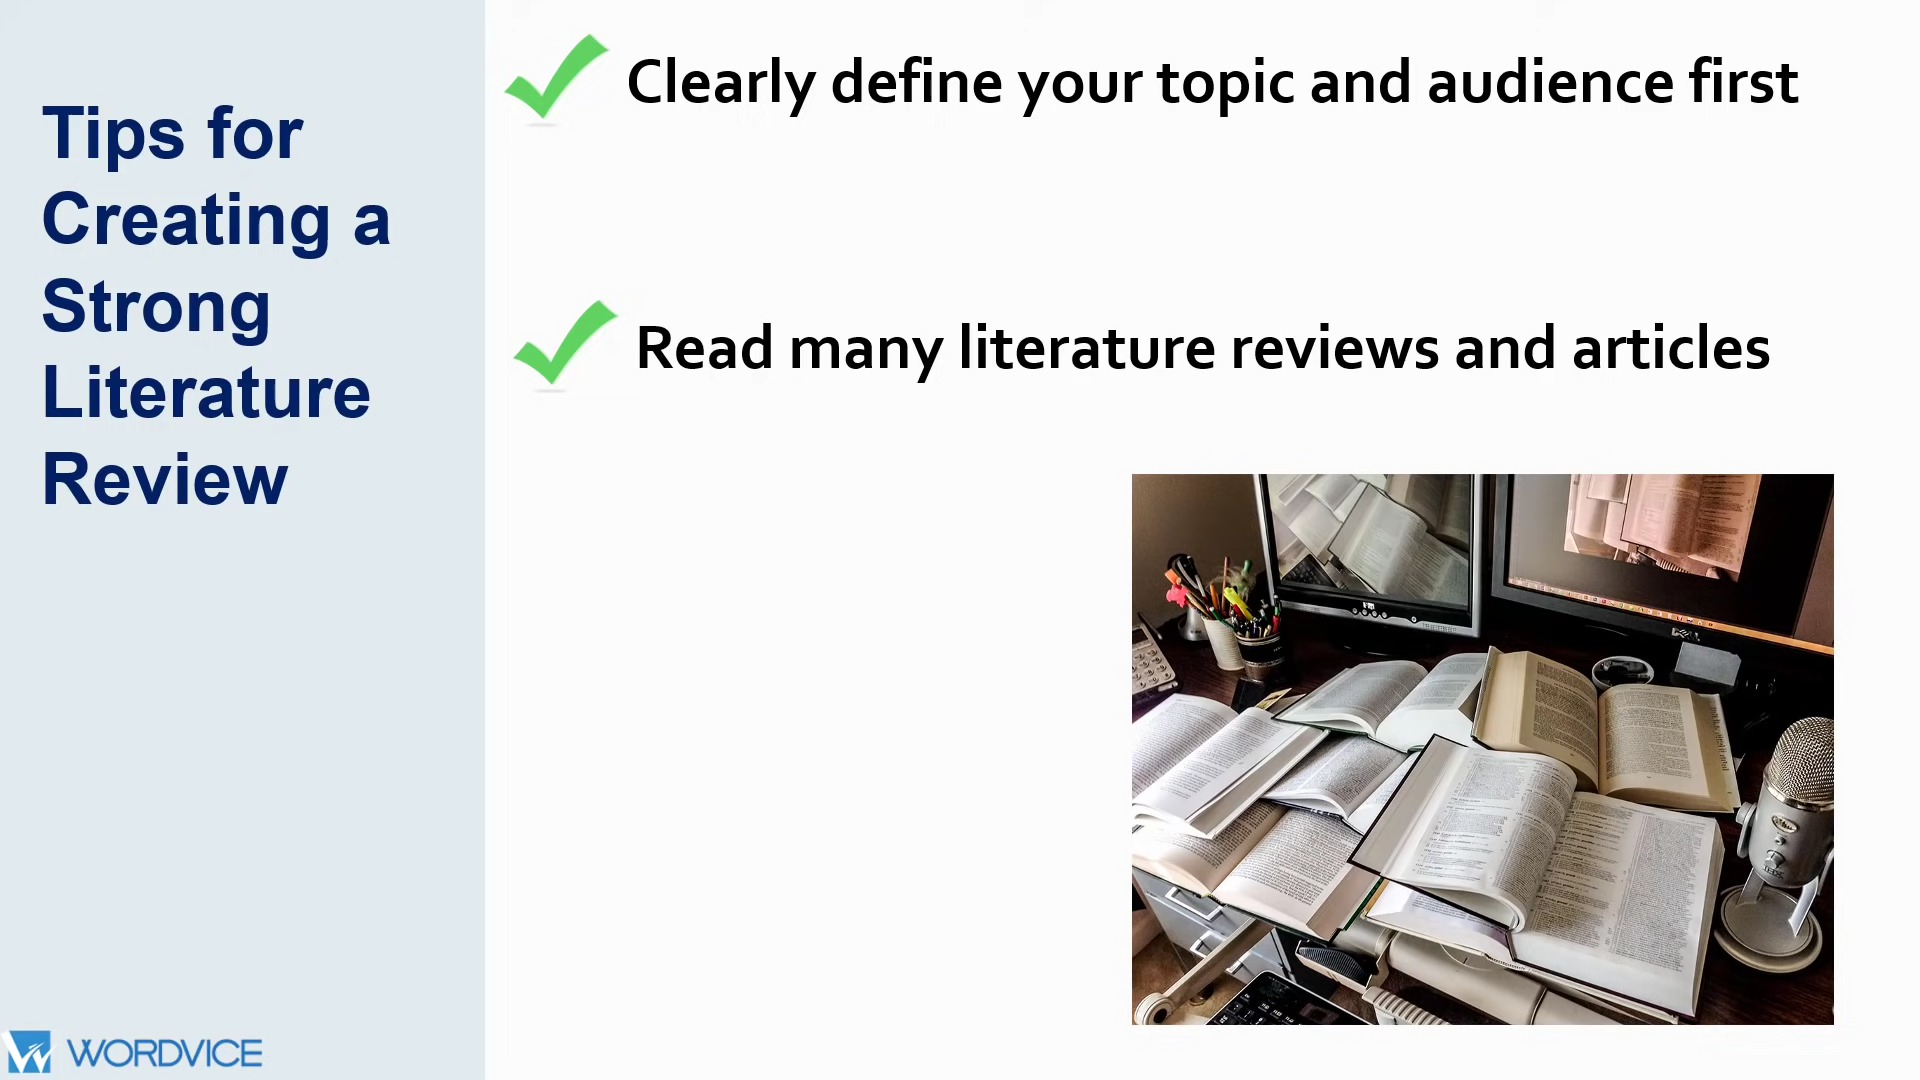 Tips for
Creating a
Strong
Literature
Review
Clearly define your topic and audience first
Read many literature reviews and articles
WORDVICE